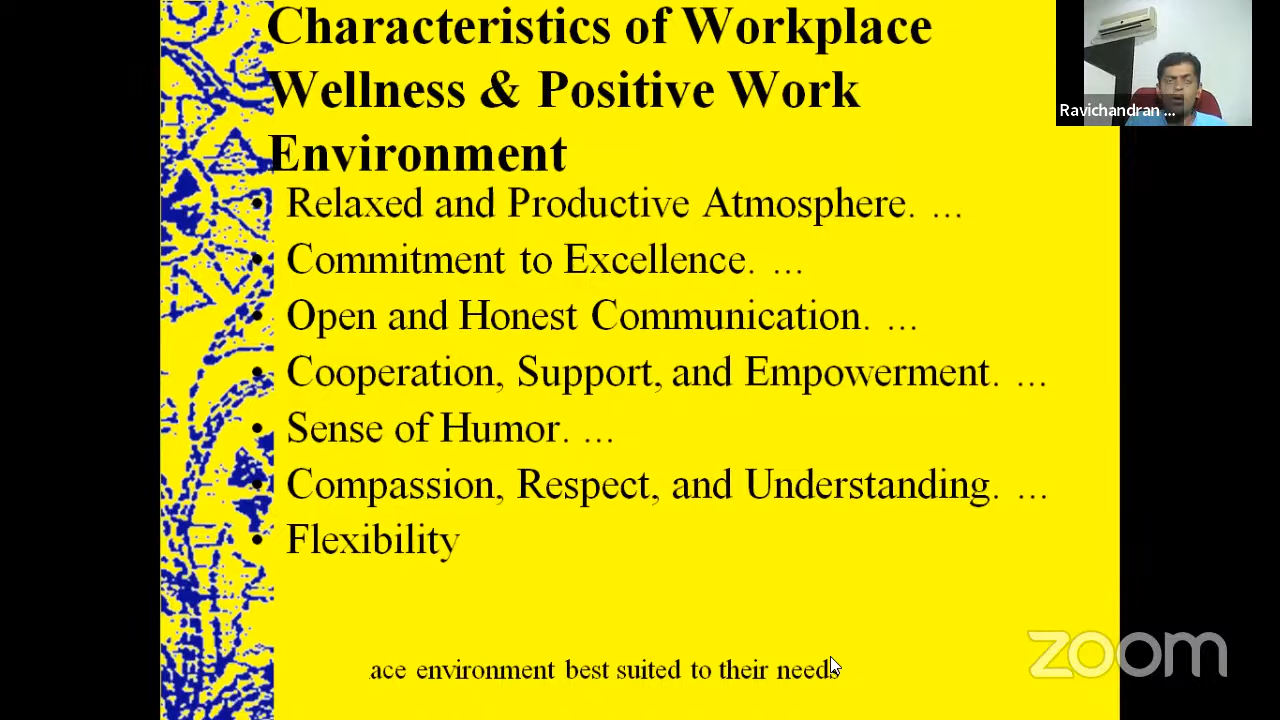 Characteristics of Workplace
Wellness & Positive Work
Environment
• Relaxed and Productive Atmosphere. ...
• Commitment to Excellence. ...
• Open and Honest Communication. ...
• Cooperation, Support, and Empowerment. ...
• Sense of Humor. ...
• Compassion, Respect, and Understanding. ...
• Flexibility
ace environment best suited to their needs
Ravichandran ...
zoom